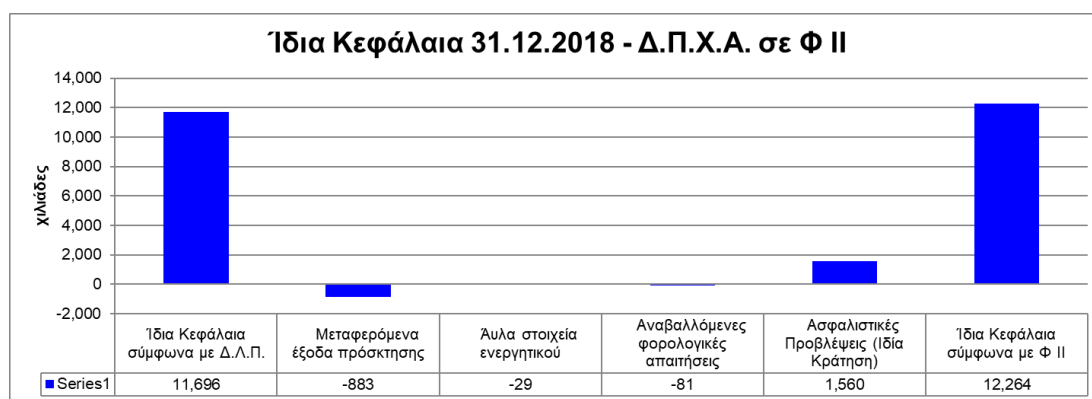 Ίδια Κεφάλαια 31.12.2018 - Δ.Π.Χ.Α. σε Φ ΙΙ
χιλιάδες
14,000
12,000
10,000
8,000
6,000
4,000
2,000
0
-2,000
Ίδια Κεφάλαια σύμφωνα με Δ.Λ.Π.
Μεταφερόμενα έξοδα πρόσκτησης
Άυλα στοιχεία ενεργητικού
Αναβαλλόμενες φορολογικές απαιτήσεις
Ασφαλιστικές Προβλέψεις (Ιδία Κράτηση)
Ίδια Κεφάλαια σύμφωνα με Φ ΙΙ
Series1 11,696 -883 -29 -81 1,560 12,264